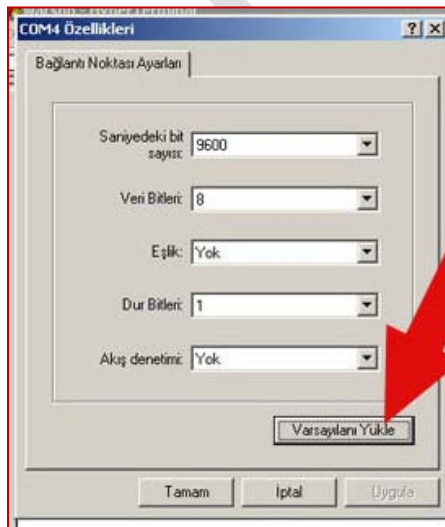 COM4 Özellikleri
Bağlantı Noktası Ayarları
Saniyedeki bit
sayısı: 9600
Veri Bitleri: 8
Eşlik: Yok
Dur Bitleri: 1
Akış denetimi: Yok
Varsayılanı Yükle
Tamam İptal Uygula